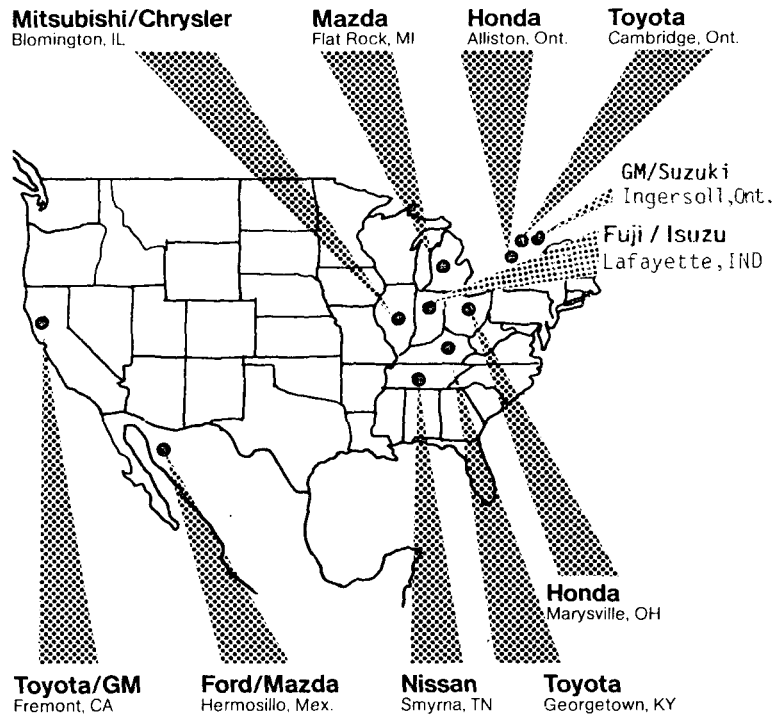 Mitsubishi/Chrysler
Blomington, IL
Mazda
Flat Rock, MI
Honda
Alliston, Ont.
Toyota
Cambridge, Ont.
GM/Suzuki
Ingersoll,Ont.
Fuji / Isuzu
Lafayette,IND
Honda
Marysville, OH
Toyota/GM
Fremont, CA
Ford/Mazda
Hermosillo, Mex.
Nissan
Smyrna, TN
Toyota
Georgetown, KY